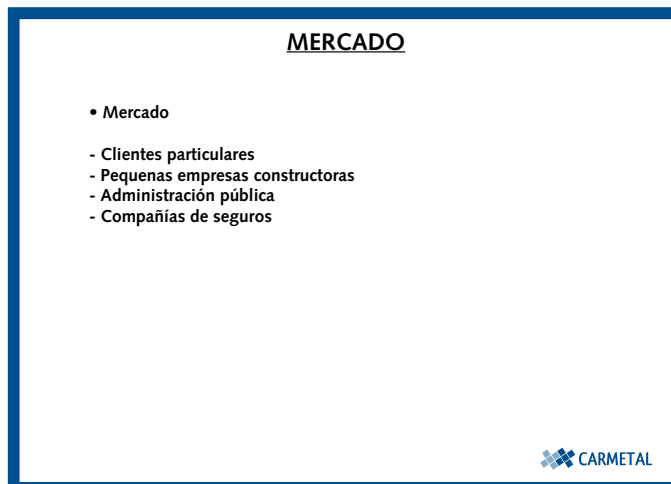 MERCADO
• Mercado
- Clientes particulares
- Pequenas empresas constructoras
- Administración pública
- Compañías de seguros
CARMETAL